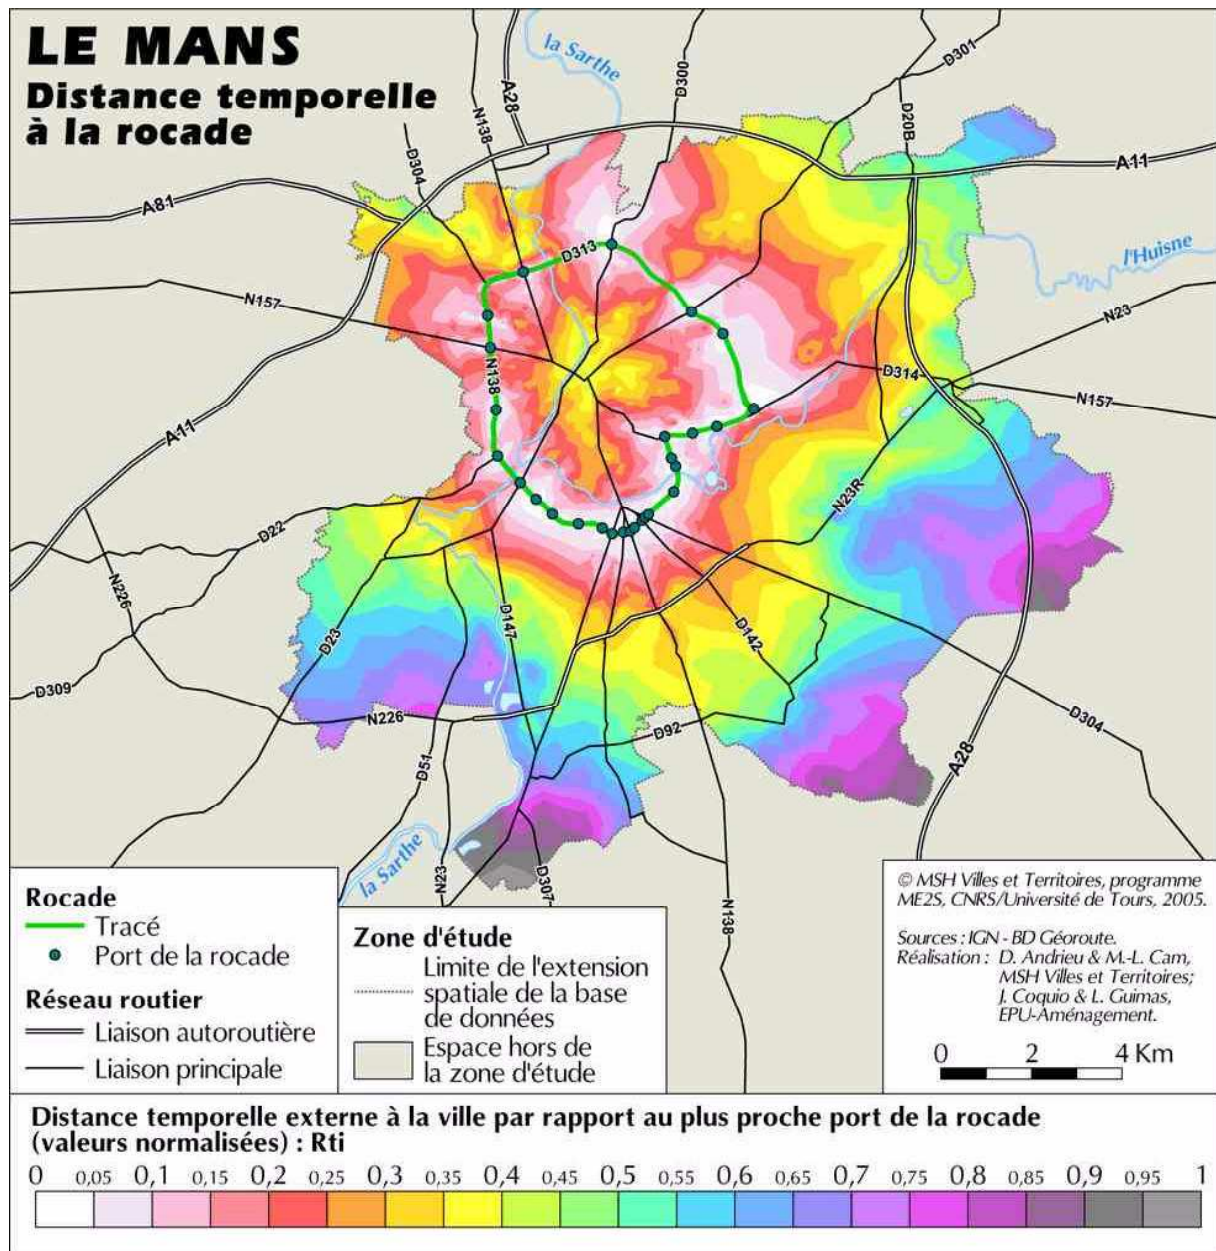 LE MANS
Distance temporelle
à la rocade
la Sarthe
A28
N138
D300
D301
D20B
D304
A11
A81
D313
l'Huisne
N157
N23
N138
D314
N157
A11
N23R
D22
N226
D147
D142
D23
D309
N226
D92
D304
D51
A28
la Sarthe
N23
D307
N138
Rocade
Tracé
Port de la rocade
Réseau routier
Liaison autoroutière
Liaison principale
Zone d'étude
Limite de l'extension
spatiale de la base
de données
Espace hors de
la zone d'étude
© MSH Villes et Territoires, programme
ME2S, CNRS/Université de Tours, 2005.
Sources : IGN - BD Géoroute.
Réalisation : D. Andrieu & M.-L. Cam,
MSH Villes et Territoires;
J. Coquio & L. Guimas,
EPU-Aménagement.
0 2 4 Km
Distance temporelle externe à la ville par rapport au plus proche port de la rocade
(valeurs normalisées) : Rti
0 0,05 0,1 0,15 0,2 0,25 0,3 0,35 0,4 0,45 0,5 0,55 0,6 0,65 0,7 0,75 0,8 0,85 0,9 0,95 1